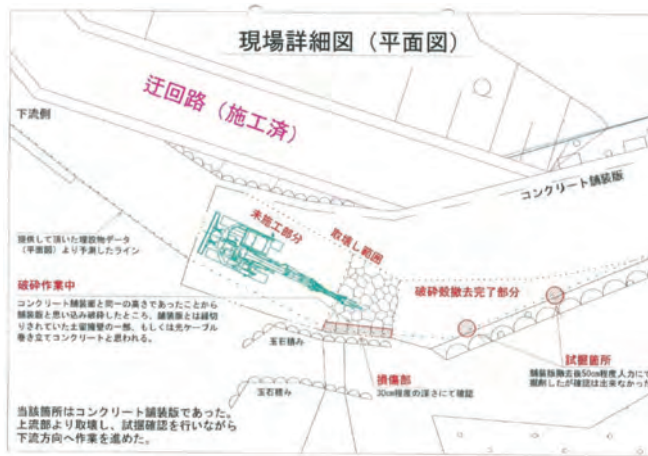 現場詳細図（平面図）
迂回路（施工済）
下流側
コンクリート舗装版
未施工部分
取壊し範囲
提供して頂いた埋設物データ
（平面図）より予測したライン
破砕作業中
コンクリート舗装面と同一の高さであったことから
舗装版と思い込み破砕したところ、舗装版とは縁切
りされていた土留擁壁の一部、もしくは光ケーブル
巻き立てコンクリートと思われる。
破砕殻撤去完了部分
玉石積み
試掘箇所
舗装版撤去後50cm程度人力にて
掘削したが確認は出来なかった
損傷部
30cm程度の深さにて確認
玉石積み
当該箇所はコンクリート舗装版であった。
上流部より取壊し、試掘確認を行いながら
下流方向へ作業を進めた。